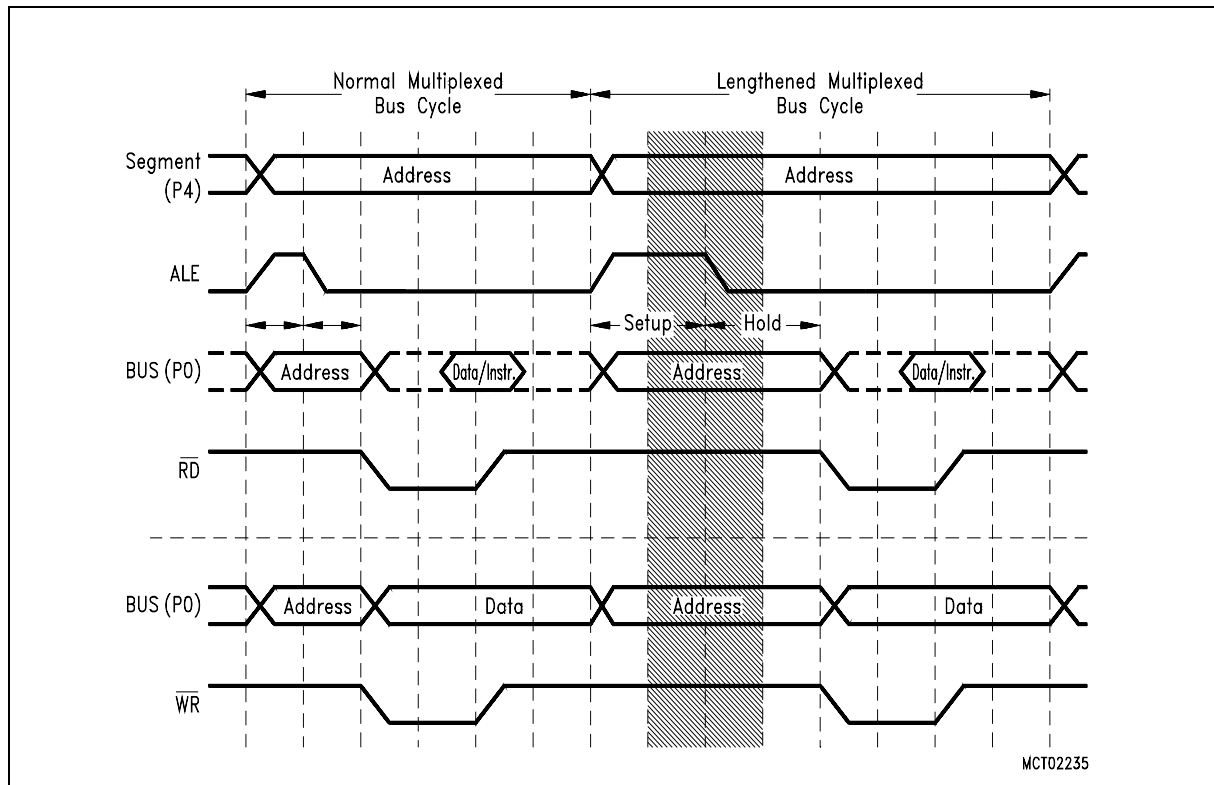 Normal Multiplexed
Bus Cycle
Lengthened Multiplexed
Bus Cycle
Segment
(P4)
Address
Address
ALE
Setup
Hold
BUS (P0)
Address
Data/Instr.
Address
Data/Instr.
RD
BUS (P0)
Address
Data
Address
Data
WR
MCT02235